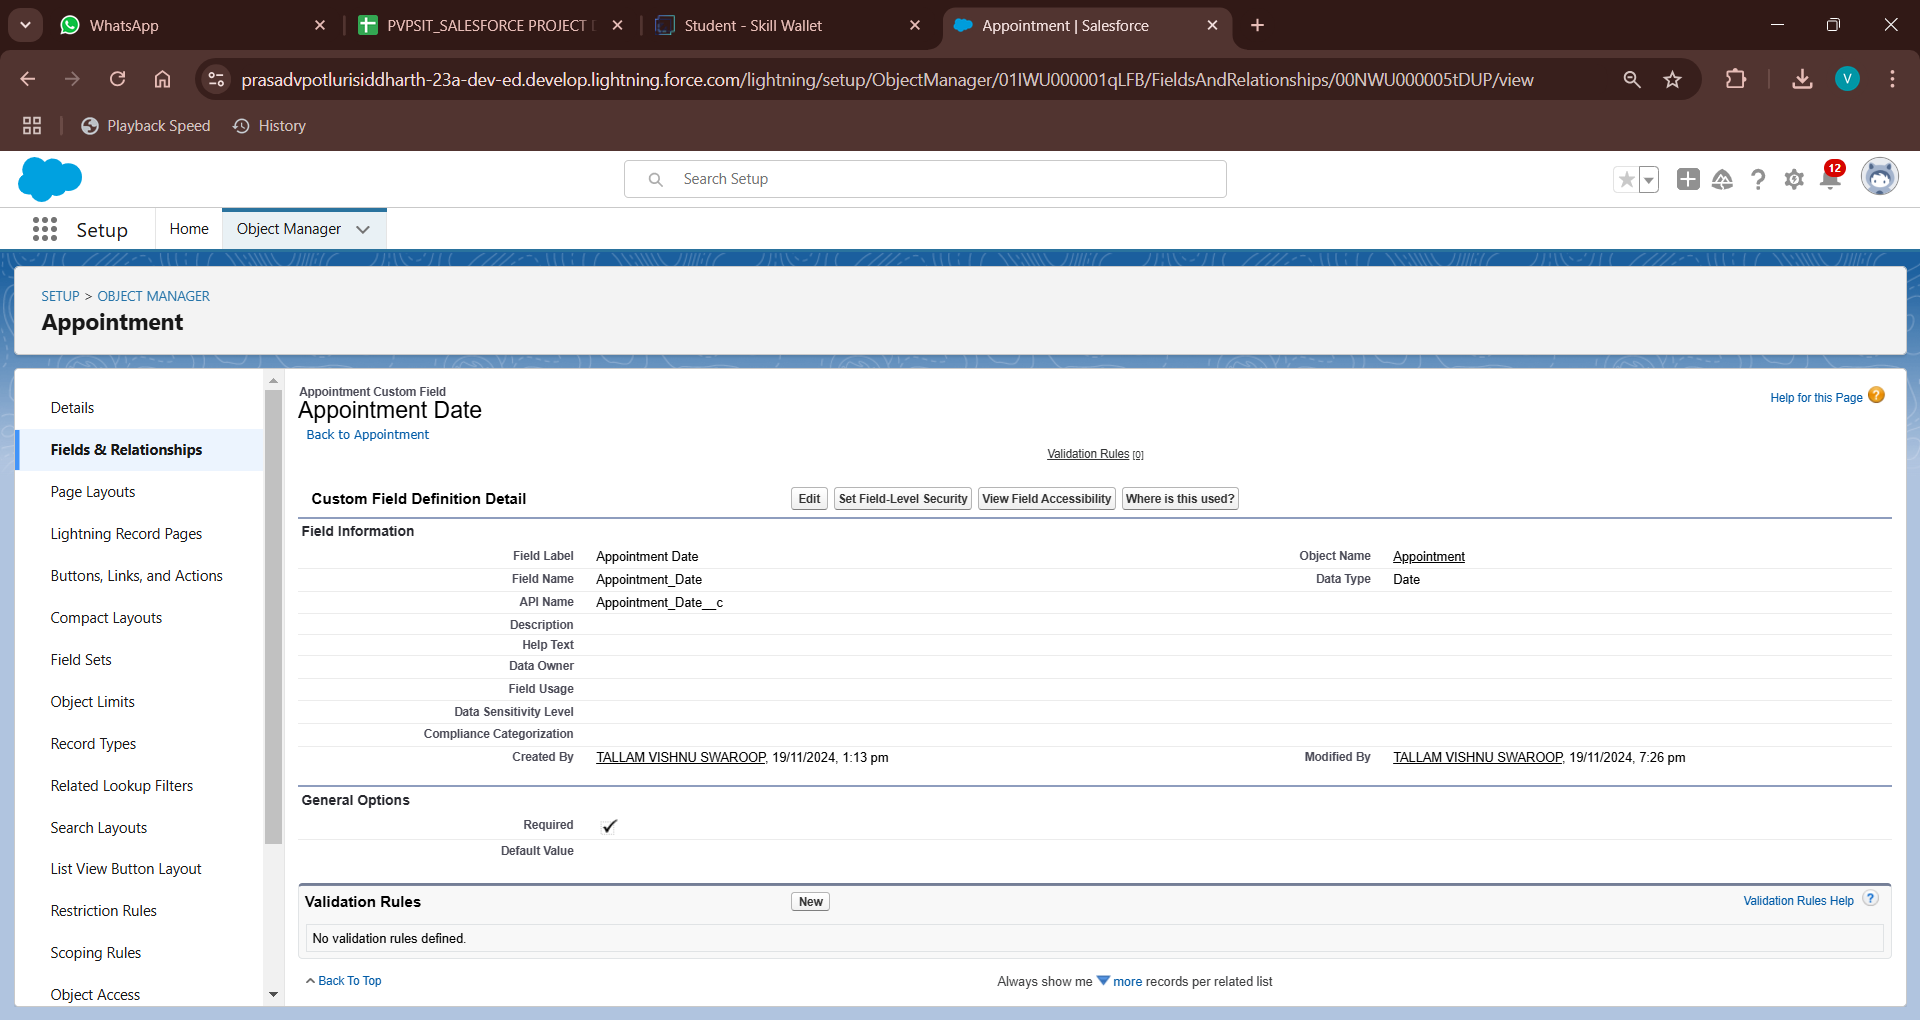 WhatsApp
PVPSIT_SALESFORCE PROJECT
Student - Skill Wallet
Appointment | Salesforce
prasadvpotlurisiddharth-23a-dev-ed.develop.lightning.force.com/lightning/setup/ObjectManager/01IWU000001qLFB/FieldsAndRelationships/00NWU000005tDUP/view
V
Playback Speed
History
Search Setup
12
Setup
Home
Object Manager
SETUP > OBJECT MANAGER
Appointment
Details
Fields & Relationships
Page Layouts
Lightning Record Pages
Buttons, Links, and Actions
Compact Layouts
Field Sets
Object Limits
Record Types
Related Lookup Filters
Search Layouts
List View Button Layout
Restriction Rules
Scoping Rules
Object Access
Appointment Custom Field
Appointment Date
Back to Appointment
Help for this Page ?
Validation Rules [0]
Custom Field Definition Detail
Edit
Set Field-Level Security
View Field Accessibility
Where is this used?
Field Information
Field Label Appointment Date
Object Name Appointment
Field Name Appointment_Date
Data Type Date
API Name Appointment_Date__c
Description
Help Text
Data Owner
Field Usage
Data Sensitivity Level
Compliance Categorization
Created By TALLAM VISHNU SWAROOP, 19/11/2024, 1:13 pm
Modified By TALLAM VISHNU SWAROOP, 19/11/2024, 7:26 pm
General Options
Required
Default Value
Validation Rules
New
Validation Rules Help ?
No validation rules defined.
Back To Top
Always show me more records per related list